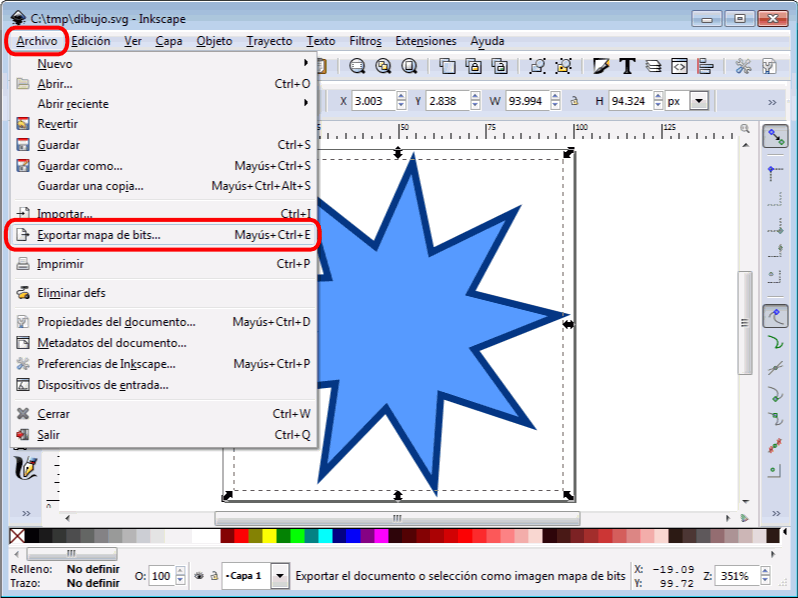 C:\tmp\dibujo.svg - Inkscape
Archivo Edición Ver Capa Objeto Trayecto Texto Filtros Extensiones Ayuda
Nuevo
Abrir... Ctrl+O
Abrir reciente
Revertir
Guardar Ctrl+S
Guardar como... Mayús+Ctrl+S
Guardar una copia... Mayús+Ctrl+Alt+S
Importar... Ctrl+I
Exportar mapa de bits... Mayús+Ctrl+E
Imprimir Ctrl+P
Eliminar defs
Propiedades del documento... Mayús+Ctrl+D
Metadatos del documento...
Preferencias de Inkscape... Mayús+Ctrl+P
Dispositivos de entrada...
Cerrar Ctrl+W
Salir Ctrl+Q
X 3.003 Y 2.838 W 93.994 H 94.324 px
50 75 100 125
Relleno: No definir
Trazo: No definir
O: 100
•Capa 1
Exportar el documento o selección como imagen mapa de bits
X: -19.09
Y: 99.72
Z: 351%